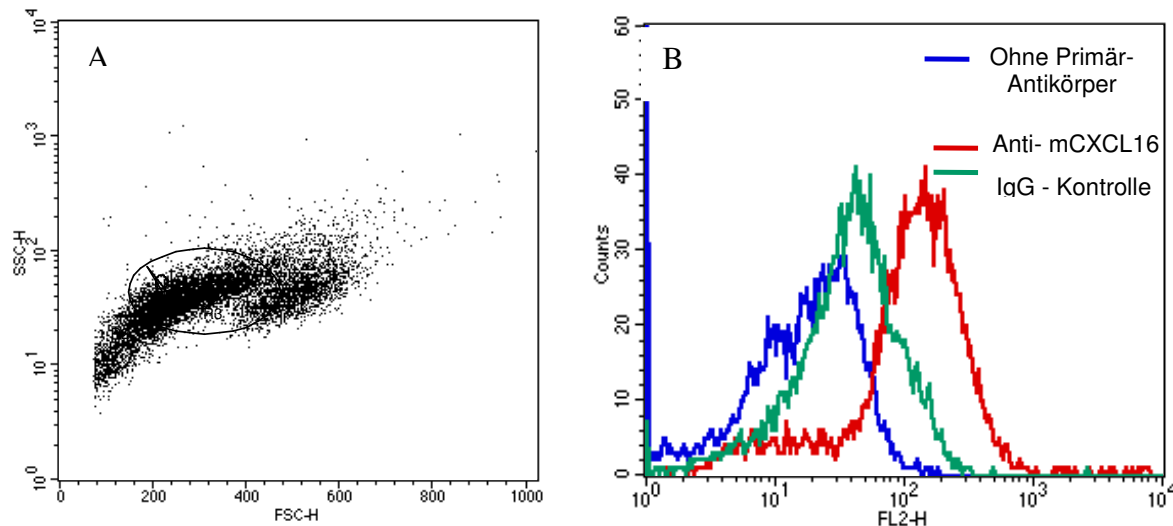 A
10^4
10^3
10^2
10^1
10^0
SSC-H
0 200 400 600 800 1000
FSC-H
B
Ohne Primär-
Antikörper
Anti- mCXCL16
IgG - Kontrolle
60
50
40
30
20
10
0
Counts
10^0 10^1 10^2 10^3 10^4
FL2-H